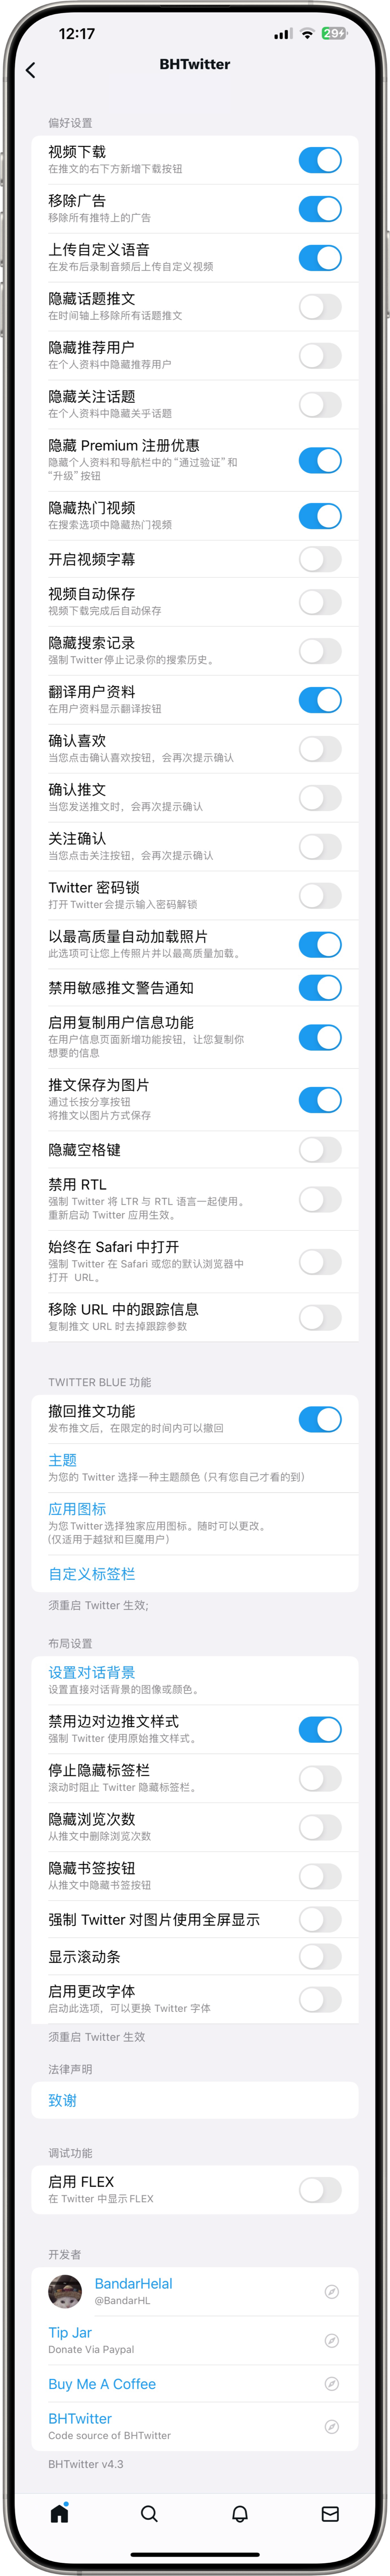 12:17
29
BHTwitter
偏好设置
视频下载
在推文的右下方新增下载按钮
移除广告
移除所有推特上的广告
上传自定义语音
在发布后录制音频后上传自定义视频
隐藏话题推文
在时间轴上移除所有话题推文
隐藏推荐用户
在个人资料中隐藏推荐用户
隐藏关注话题
在个人资料中隐藏关乎话题
隐藏 Premium 注册优惠
隐藏个人资料和导航栏中的“通过验证”和
“升级”按钮
隐藏热门视频
在搜索选项中隐藏热门视频
开启视频字幕
视频自动保存
视频下载完成后自动保存
隐藏搜索记录
强制 Twitter 停止记录你的搜索历史。
翻译用户资料
在用户资料显示翻译按钮
确认喜欢
当您点击确认喜欢按钮，会再次提示确认
确认推文
当您发送推文时，会再次提示确认
关注确认
当您点击关注按钮，会再次提示确认
Twitter 密码锁
打开 Twitter 会提示输入密码解锁
以最高质量自动加载照片
此选项可让您上传照片并以最高质量加载。
禁用敏感推文警告通知
启用复制用户信息功能
在用户信息页面新增功能按钮，让您复制你
想要的信息
推文保存为图片
通过长按分享按钮
将推文以图片方式保存
隐藏空格键
禁用 RTL
强制 Twitter 将 LTR 与 RTL 语言一起使用。
重新启动 Twitter 应用生效。
始终在 Safari 中打开
强制 Twitter 在 Safari 或您的默认浏览器中
打开 URL。
移除 URL 中的跟踪信息
复制推文 URL 时去掉跟踪参数
TWITTER BLUE 功能
撤回推文功能
发布推文后，在限定的时间内可以撤回
主题
为您的 Twitter 选择一种主题颜色 (只有您自己才看的到)
应用图标
为您 Twitter 选择独家应用图标。随时可以更改。
(仅适用于越狱和巨魔用户)
自定义标签栏
须重启 Twitter 生效;
布局设置
设置对话背景
设置直接对话背景的图像或颜色。
禁用边对边推文样式
强制 Twitter 使用原始推文样式。
停止隐藏标签栏
滚动时阻止 Twitter 隐藏标签栏。
隐藏浏览次数
从推文中删除浏览次数
隐藏书签按钮
从推文中隐藏书签按钮
强制 Twitter 对图片使用全屏显示
显示滚动条
启用更改字体
启动此选项，可以更换 Twitter 字体
须重启 Twitter 生效
法律声明
致谢
调试功能
启用 FLEX
在 Twitter 中显示 FLEX
开发者
BandarHelal
@BandarHL
Tip Jar
Donate Via Paypal
Buy Me A Coffee
BHTwitter
Code source of BHTwitter
BHTwitter v4.3